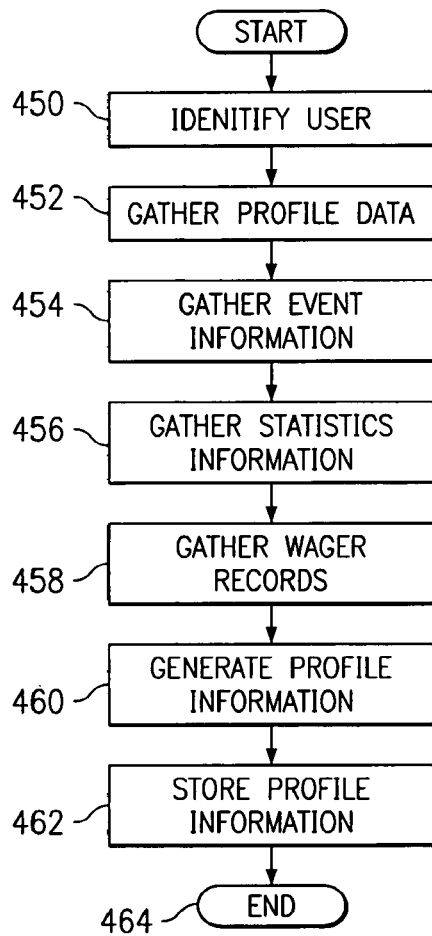 START
450
IDENITIFY USER
452
GATHER PROFILE DATA
454
GATHER EVENT
INFORMATION
456
GATHER STATISTICS
INFORMATION
458
GATHER WAGER
RECORDS
460
GENERATE PROFILE
INFORMATION
462
STORE PROFILE
INFORMATION
464
END